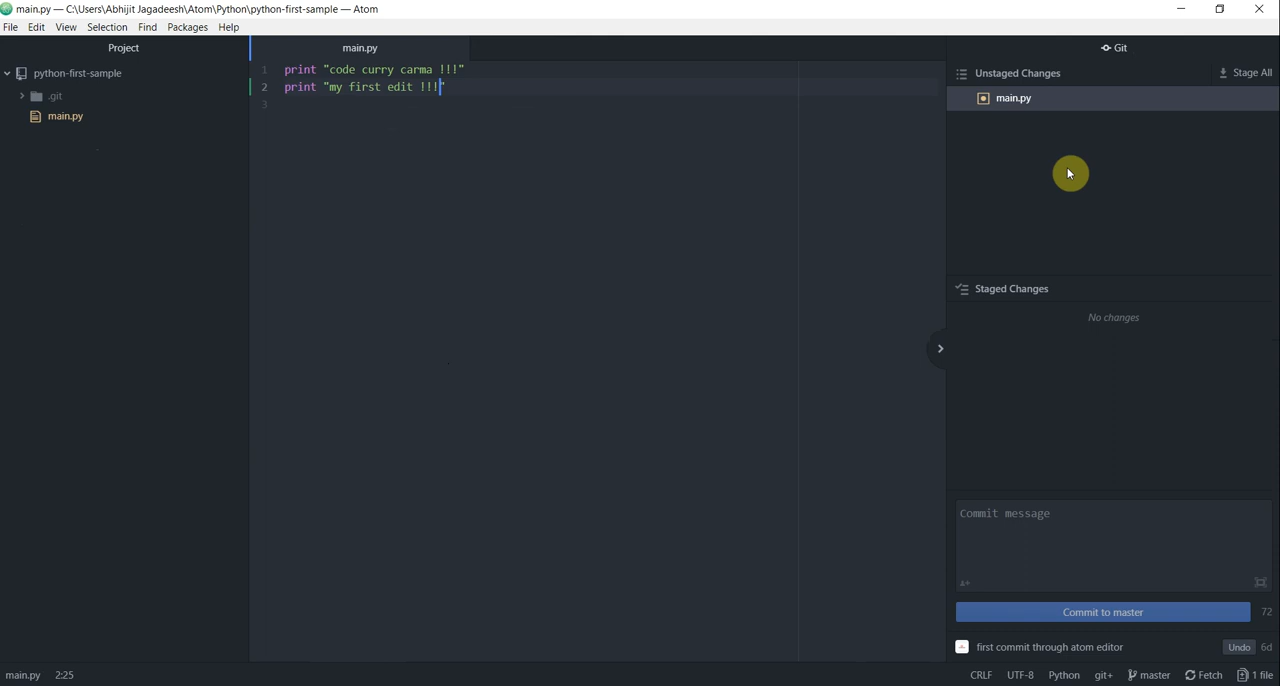 main.py — C:\Users\Abhijit Jagadeesh\Atom\Python\python-first-sample — Atom
File Edit View Selection Find Packages Help
Project
main.py
Git
python-first-sample
.git
main.py
1 print "code curry carma !!!"
2 print "my first edit !!!"
3
Unstaged Changes
Stage All
main.py
Staged Changes
No changes
Commit message
Commit to master
72
first commit through atom editor
Undo
6d
main.py 2:25
CRLF UTF-8 Python git+ master Fetch 1 file